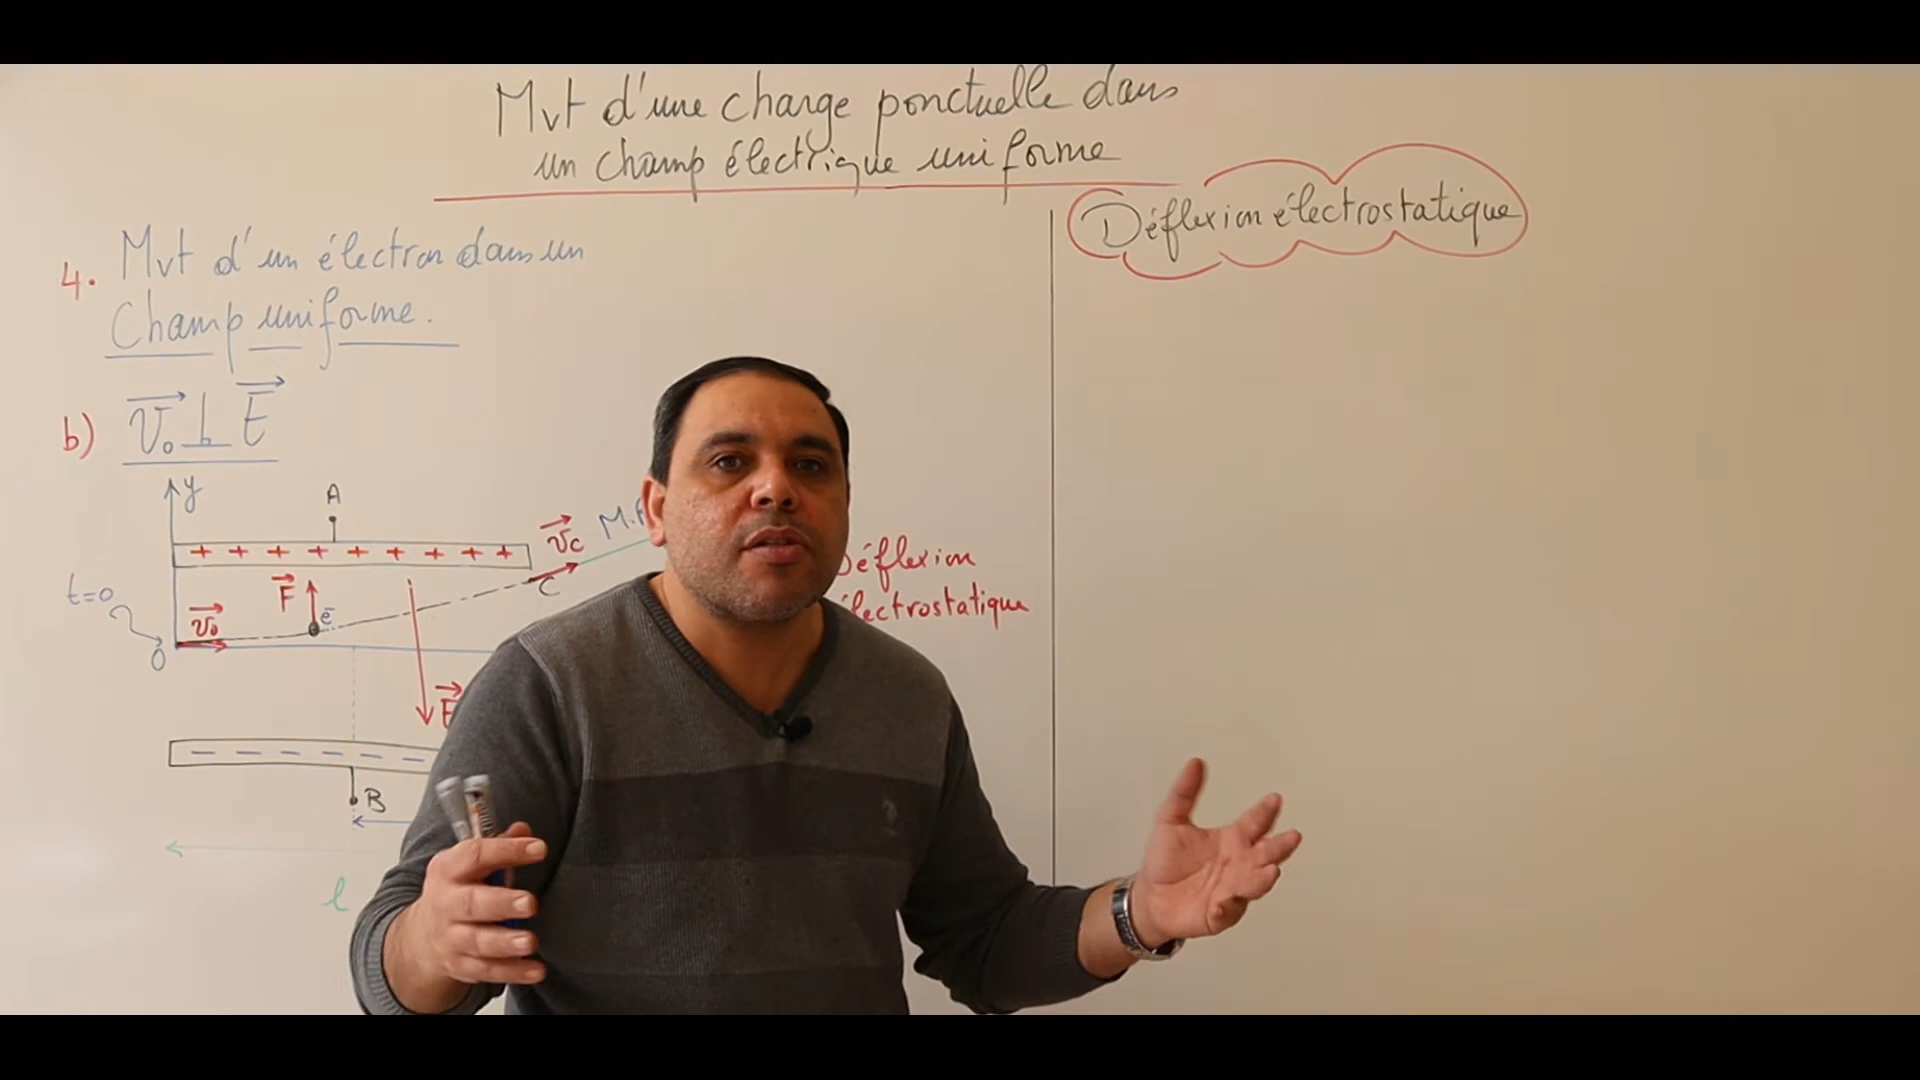 Mvt d'une charge ponctuelle dans
un champ électrique uniforme
Déflexion électrostatique
4. Mvt d'un électron dans un
Champ uniforme.
b) v₀ ⊥ E
y
A
+ + + + + + + + +
vc
M.
t=0
F
e⁻
C
v₀
O
Déflexion
électrostatique
E
- - - - - -
B
l